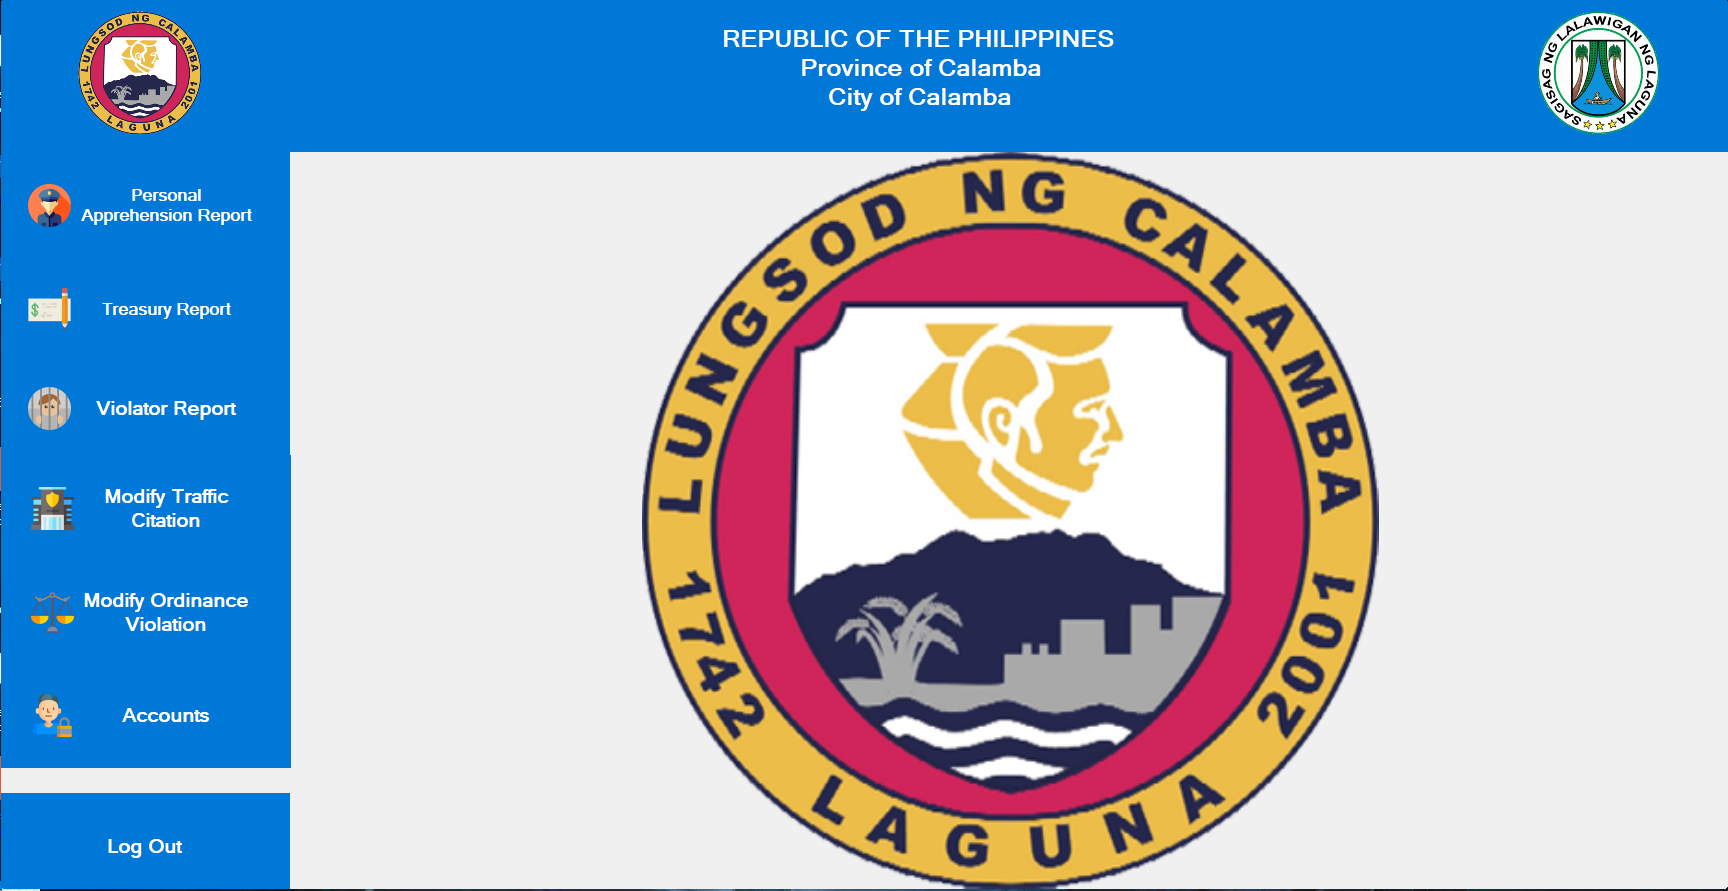 LUNGSOD NG CALAMBA
1742 LAGUNA 2001
REPUBLIC OF THE PHILIPPINES
Province of Calamba
City of Calamba
SAGISAG NG LALAWIGAN NG LAGUNA
Personal
Apprehension Report
Treasury Report
Violator Report
Modify Traffic
Citation
Modify Ordinance
Violation
Accounts
Log Out
LUNGSOD NG CALAMBA
1742 LAGUNA 2001